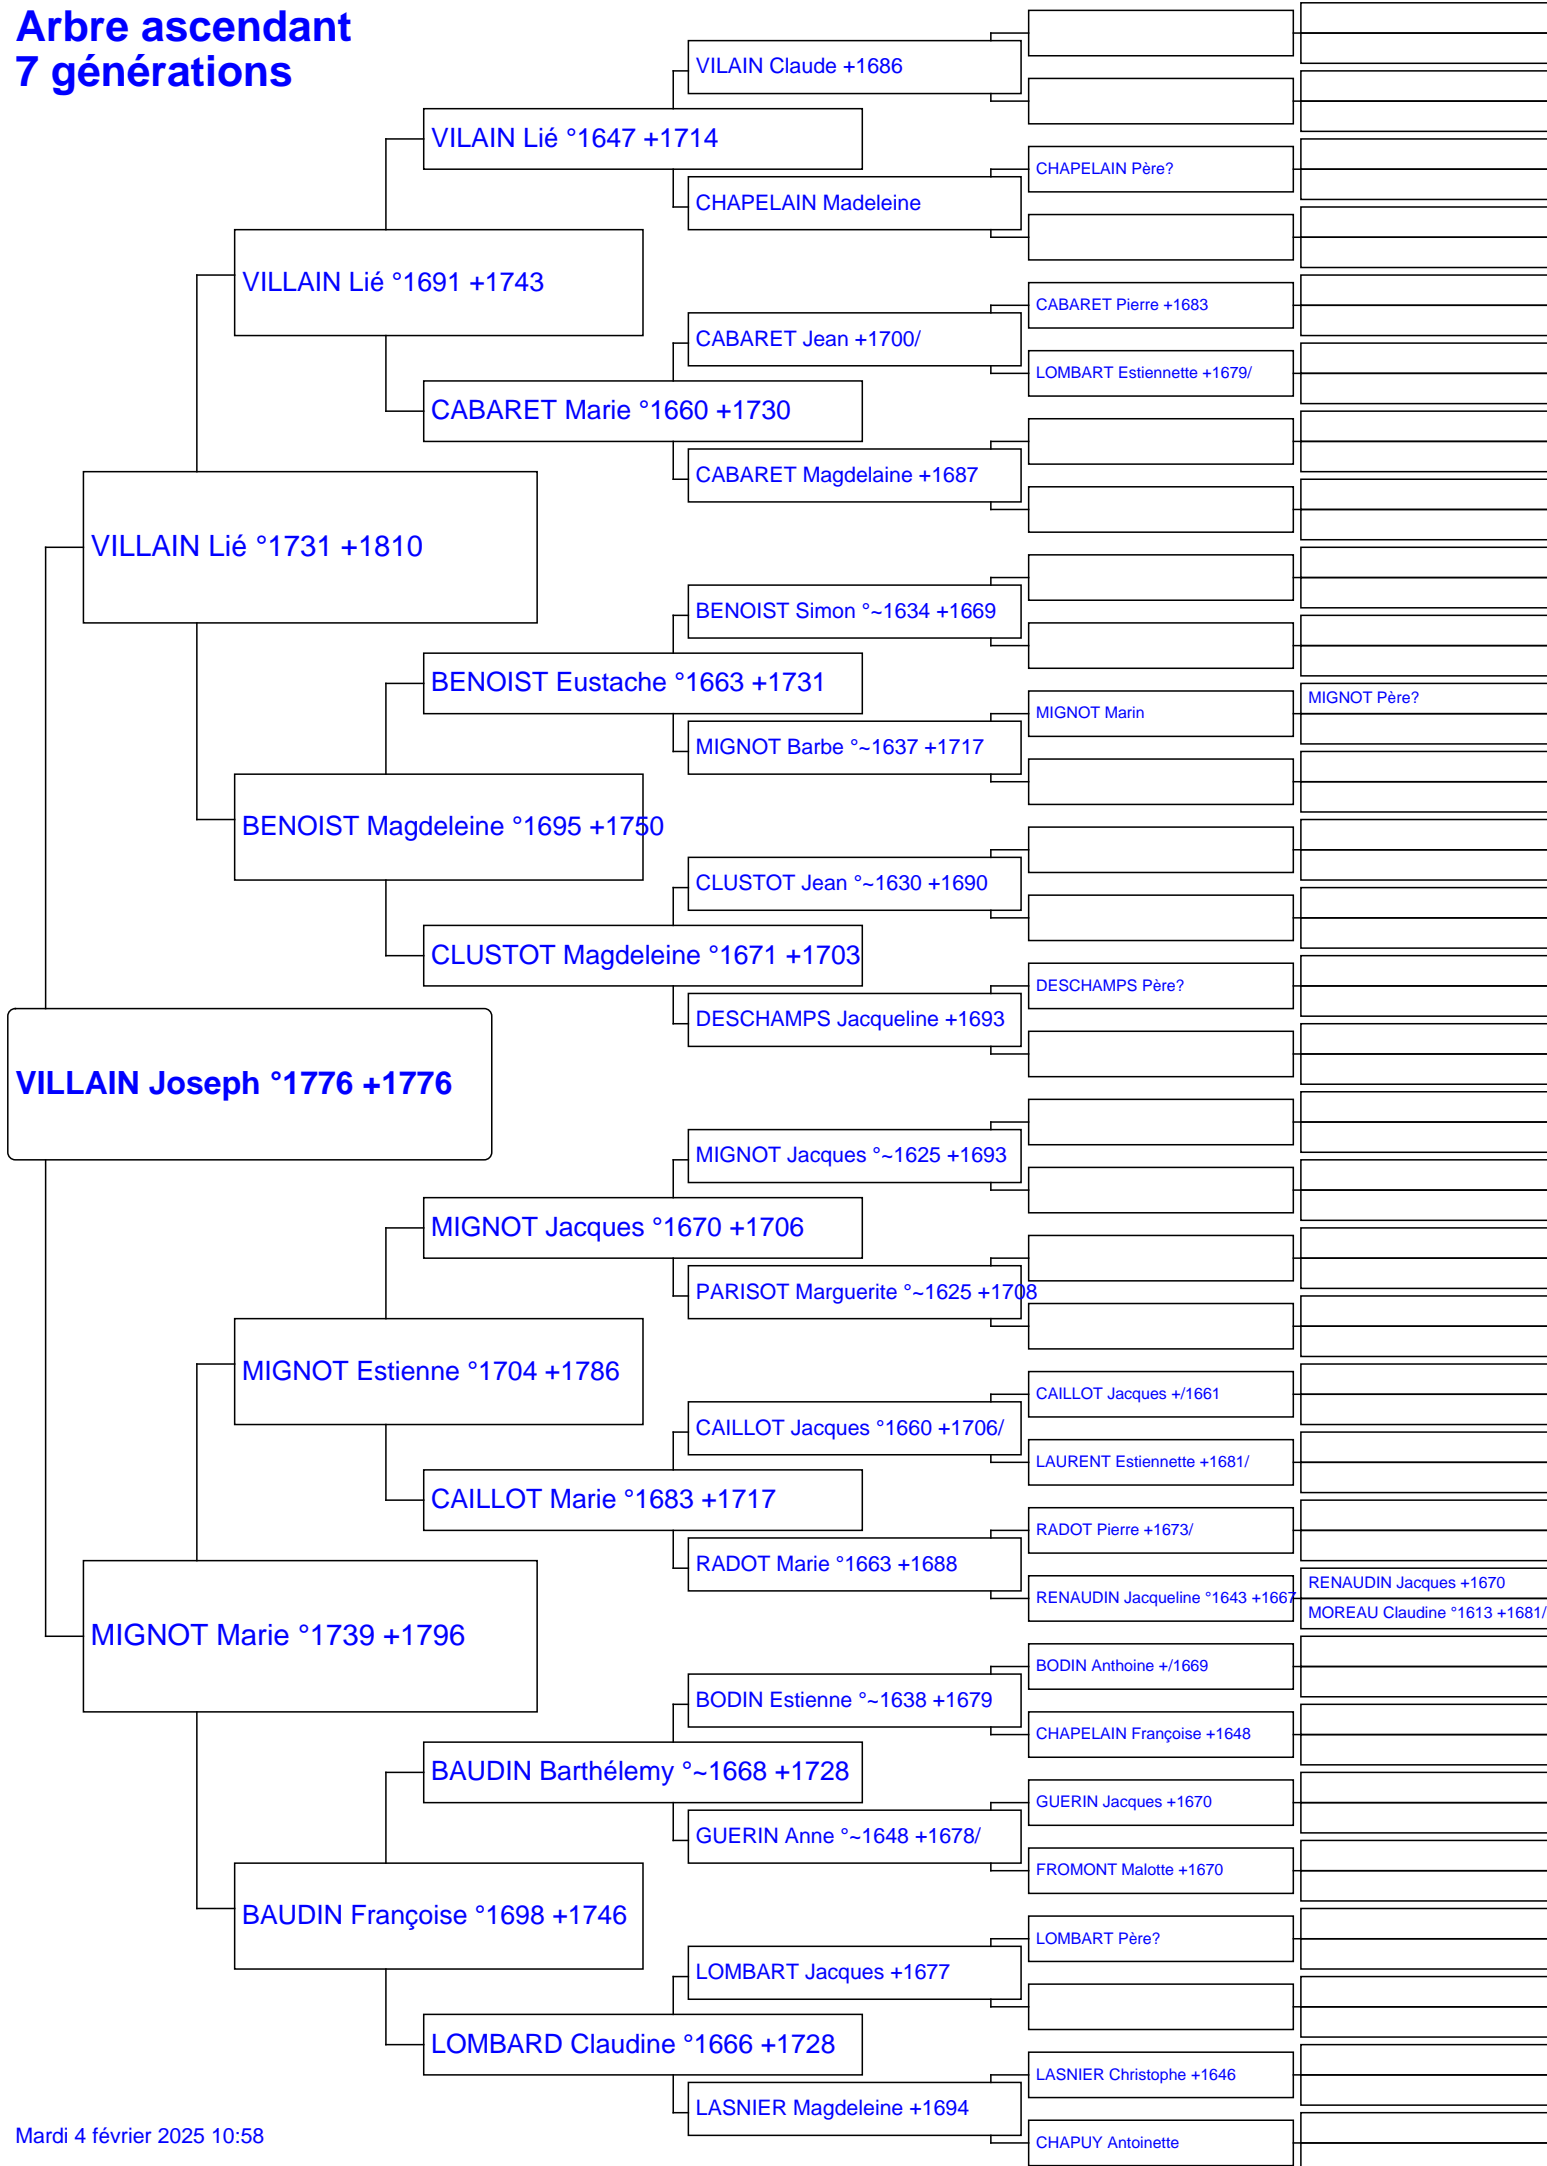 Arbre ascendant
7 générations
VILAIN Claude +1686
VILAIN Lié °1647 +1714
CHAPELAIN Père?
CHAPELAIN Madeleine
VILLAIN Lié °1691 +1743
CABARET Pierre +1683
CABARET Jean +1700/
LOMBART Estiennette +1679/
CABARET Marie °1660 +1730
CABARET Magdelaine +1687
VILLAIN Lié °1731 +1810
BENOIST Simon °~1634 +1669
BENOIST Eustache °1663 +1731
MIGNOT Père?
MIGNOT Marin
MIGNOT Barbe °~1637 +1717
BENOIST Magdeleine °1695 +1750
CLUSTOT Jean °~1630 +1690
CLUSTOT Magdeleine °1671 +1703
DESCHAMPS Père?
DESCHAMPS Jacqueline +1693
VILLAIN Joseph °1776 +1776
MIGNOT Jacques °~1625 +1693
MIGNOT Jacques °1670 +1706
PARISOT Marguerite °~1625 +1708
MIGNOT Estienne °1704 +1786
CAILLOT Jacques +/1661
CAILLOT Jacques °1660 +1706/
LAURENT Estiennette +1681/
CAILLOT Marie °1683 +1717
RADOT Pierre +1673/
RADOT Marie °1663 +1688
RENAUDIN Jacques +1670
RENAUDIN Jacqueline °1643 +1667
MOREAU Claudine °1613 +1681/
MIGNOT Marie °1739 +1796
BODIN Anthoine +/1669
BODIN Estienne °~1638 +1679
CHAPELAIN Françoise +1648
BAUDIN Barthélemy °~1668 +1728
GUERIN Jacques +1670
GUERIN Anne °~1648 +1678/
FROMONT Malotte +1670
BAUDIN Françoise °1698 +1746
LOMBART Père?
LOMBART Jacques +1677
LOMBARD Claudine °1666 +1728
LASNIER Christophe +1646
LASNIER Magdeleine +1694
CHAPUY Antoinette
Mardi 4 février 2025 10:58